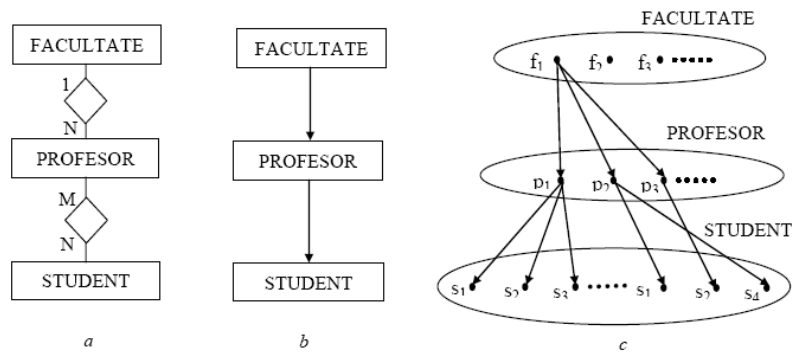 FACULTATE
1
N
PROFESOR
M
N
STUDENT
a
FACULTATE
PROFESOR
STUDENT
b
FACULTATE
f1 f2 f3
PROFESOR
p1 p2 p3
STUDENT
s1 s2 s3 s1 s2 s4
c